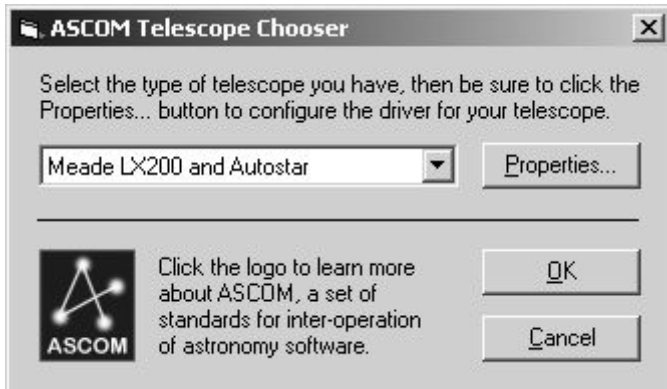 ASCOM Telescope Chooser
Select the type of telescope you have, then be sure to click the
Properties... button to configure the driver for your telescope.
Meade LX200 and Autostar
Properties...
Click the logo to learn more
about ASCOM, a set of
standards for inter-operation
of astronomy software.
ASCOM
OK
Cancel